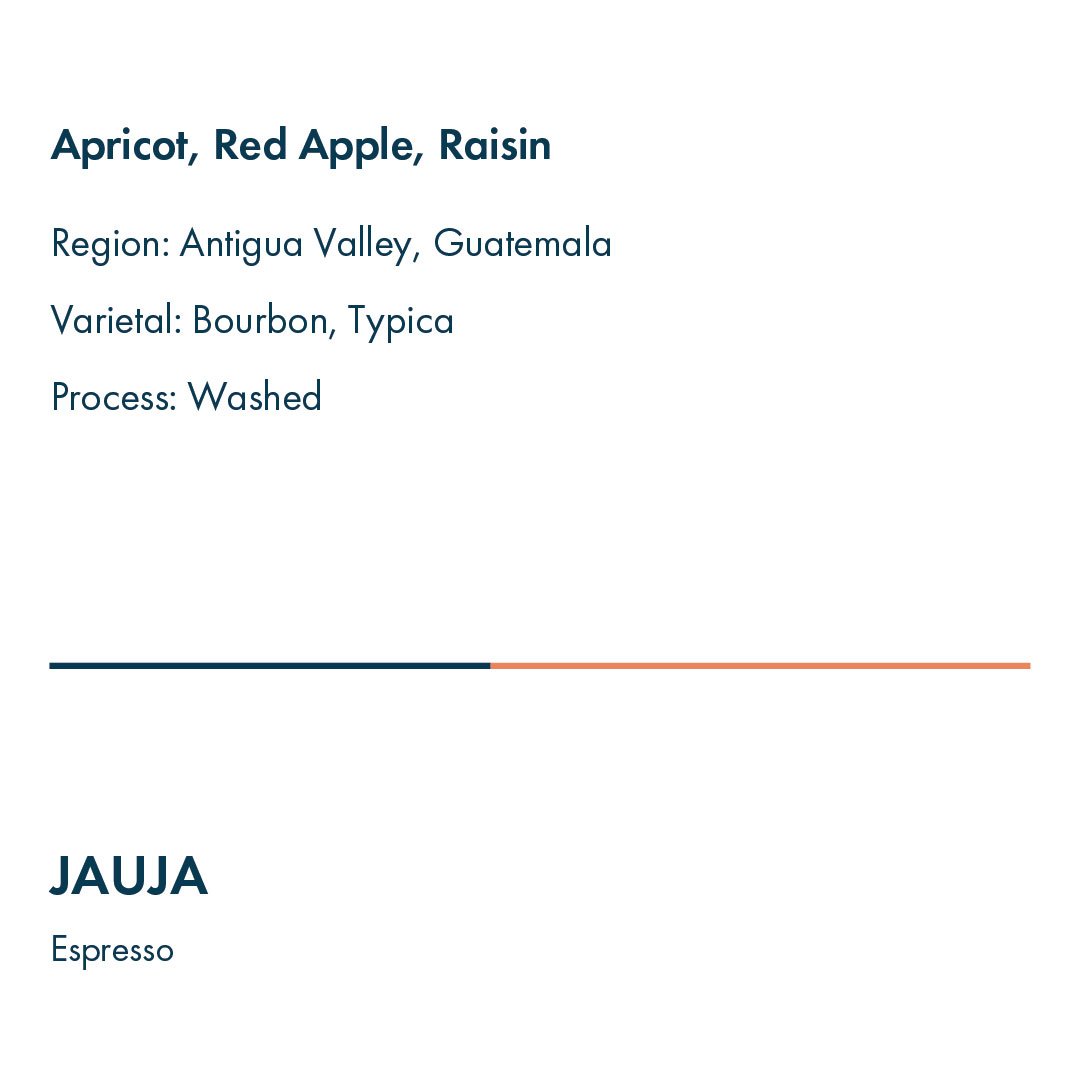 Apricot, Red Apple, Raisin
Region: Antigua Valley, Guatemala
Varietal: Bourbon, Typica
Process: Washed
JAUJA
Espresso